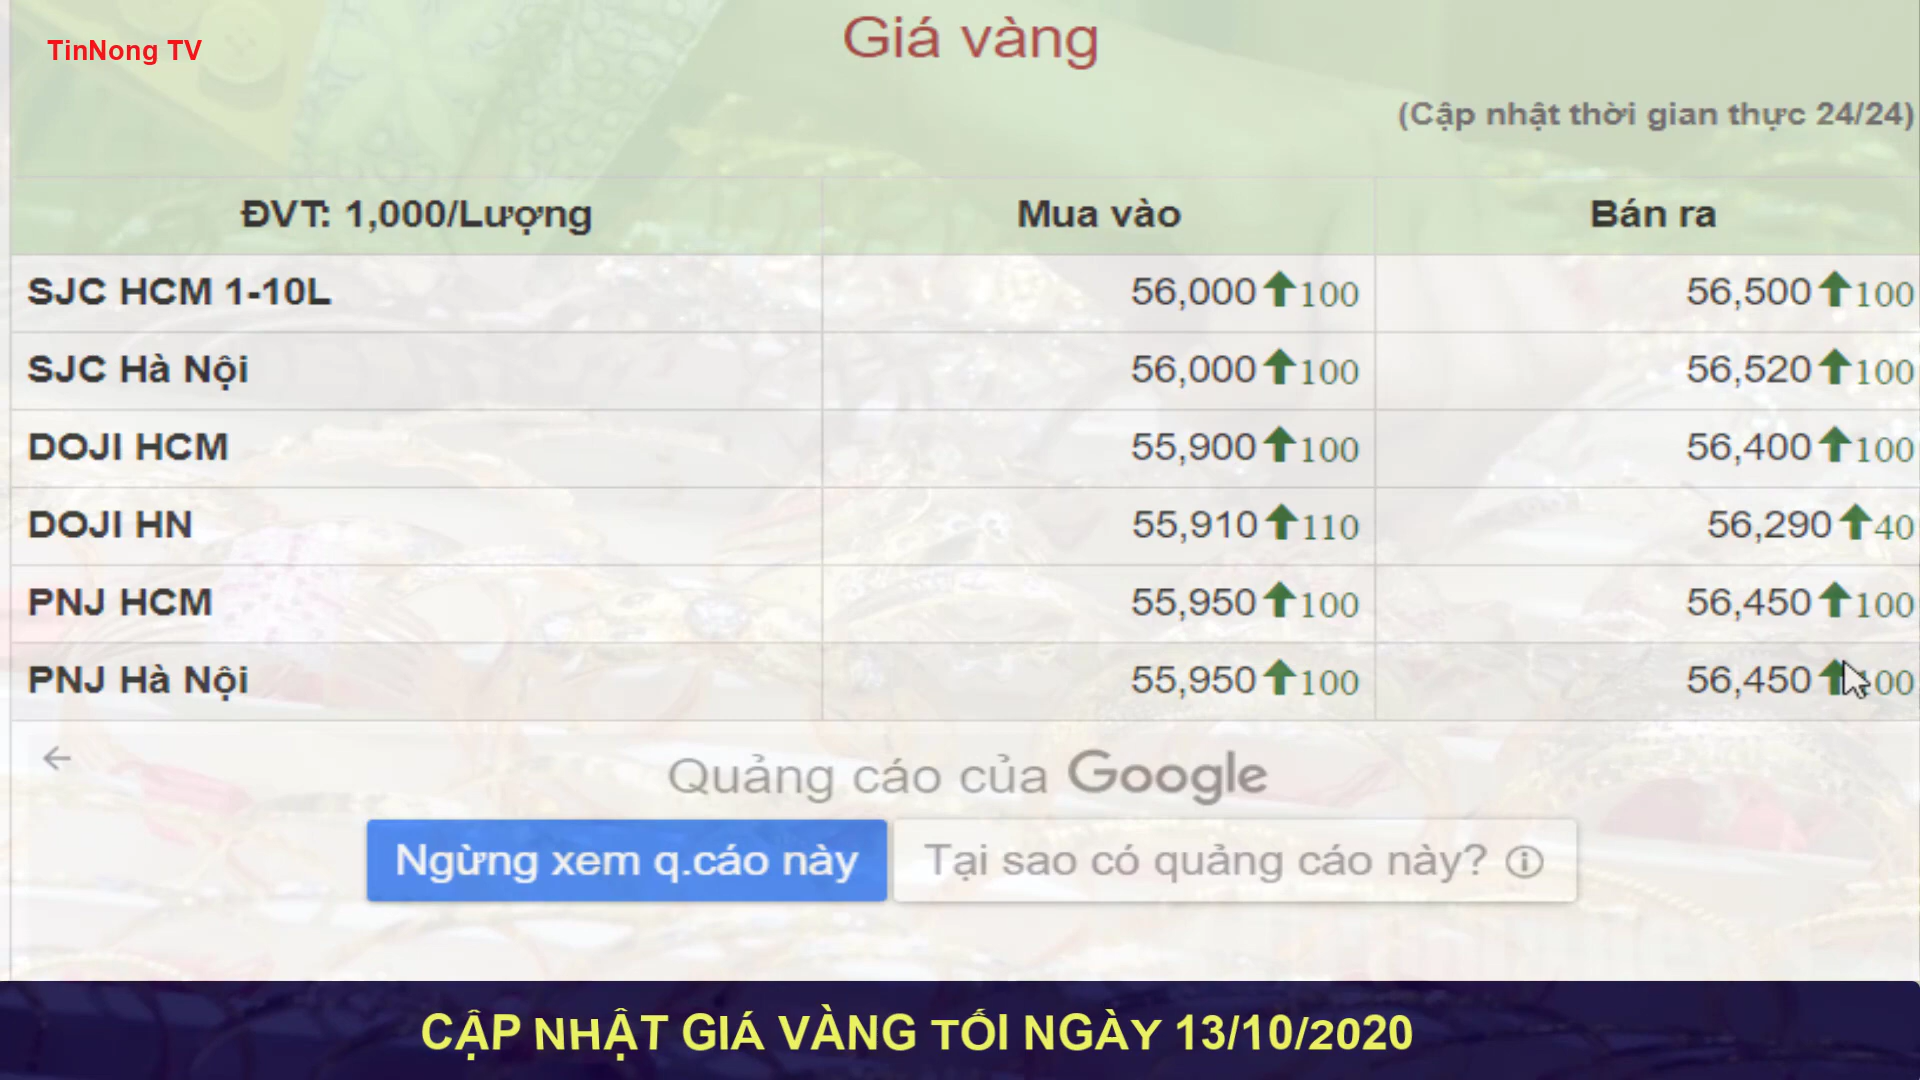 TinNong TV
Giá vàng
(Cập nhật thời gian thực 24/24)
ĐVT: 1,000/Lượng Mua vào Bán ra
SJC HCM 1-10L 56,000 100 56,500 100
SJC Hà Nội 56,000 100 56,520 100
DOJI HCM 55,900 100 56,400 100
DOJI HN 55,910 110 56,290 40
PNJ HCM 55,950 100 56,450 100
PNJ Hà Nội 55,950 100 56,450
Quảng cáo của Google
Ngừng xem q.cáo này Tại sao có quảng cáo này?
CẬP NHẬT GIÁ VÀNG TỐI NGÀY 13/10/2020